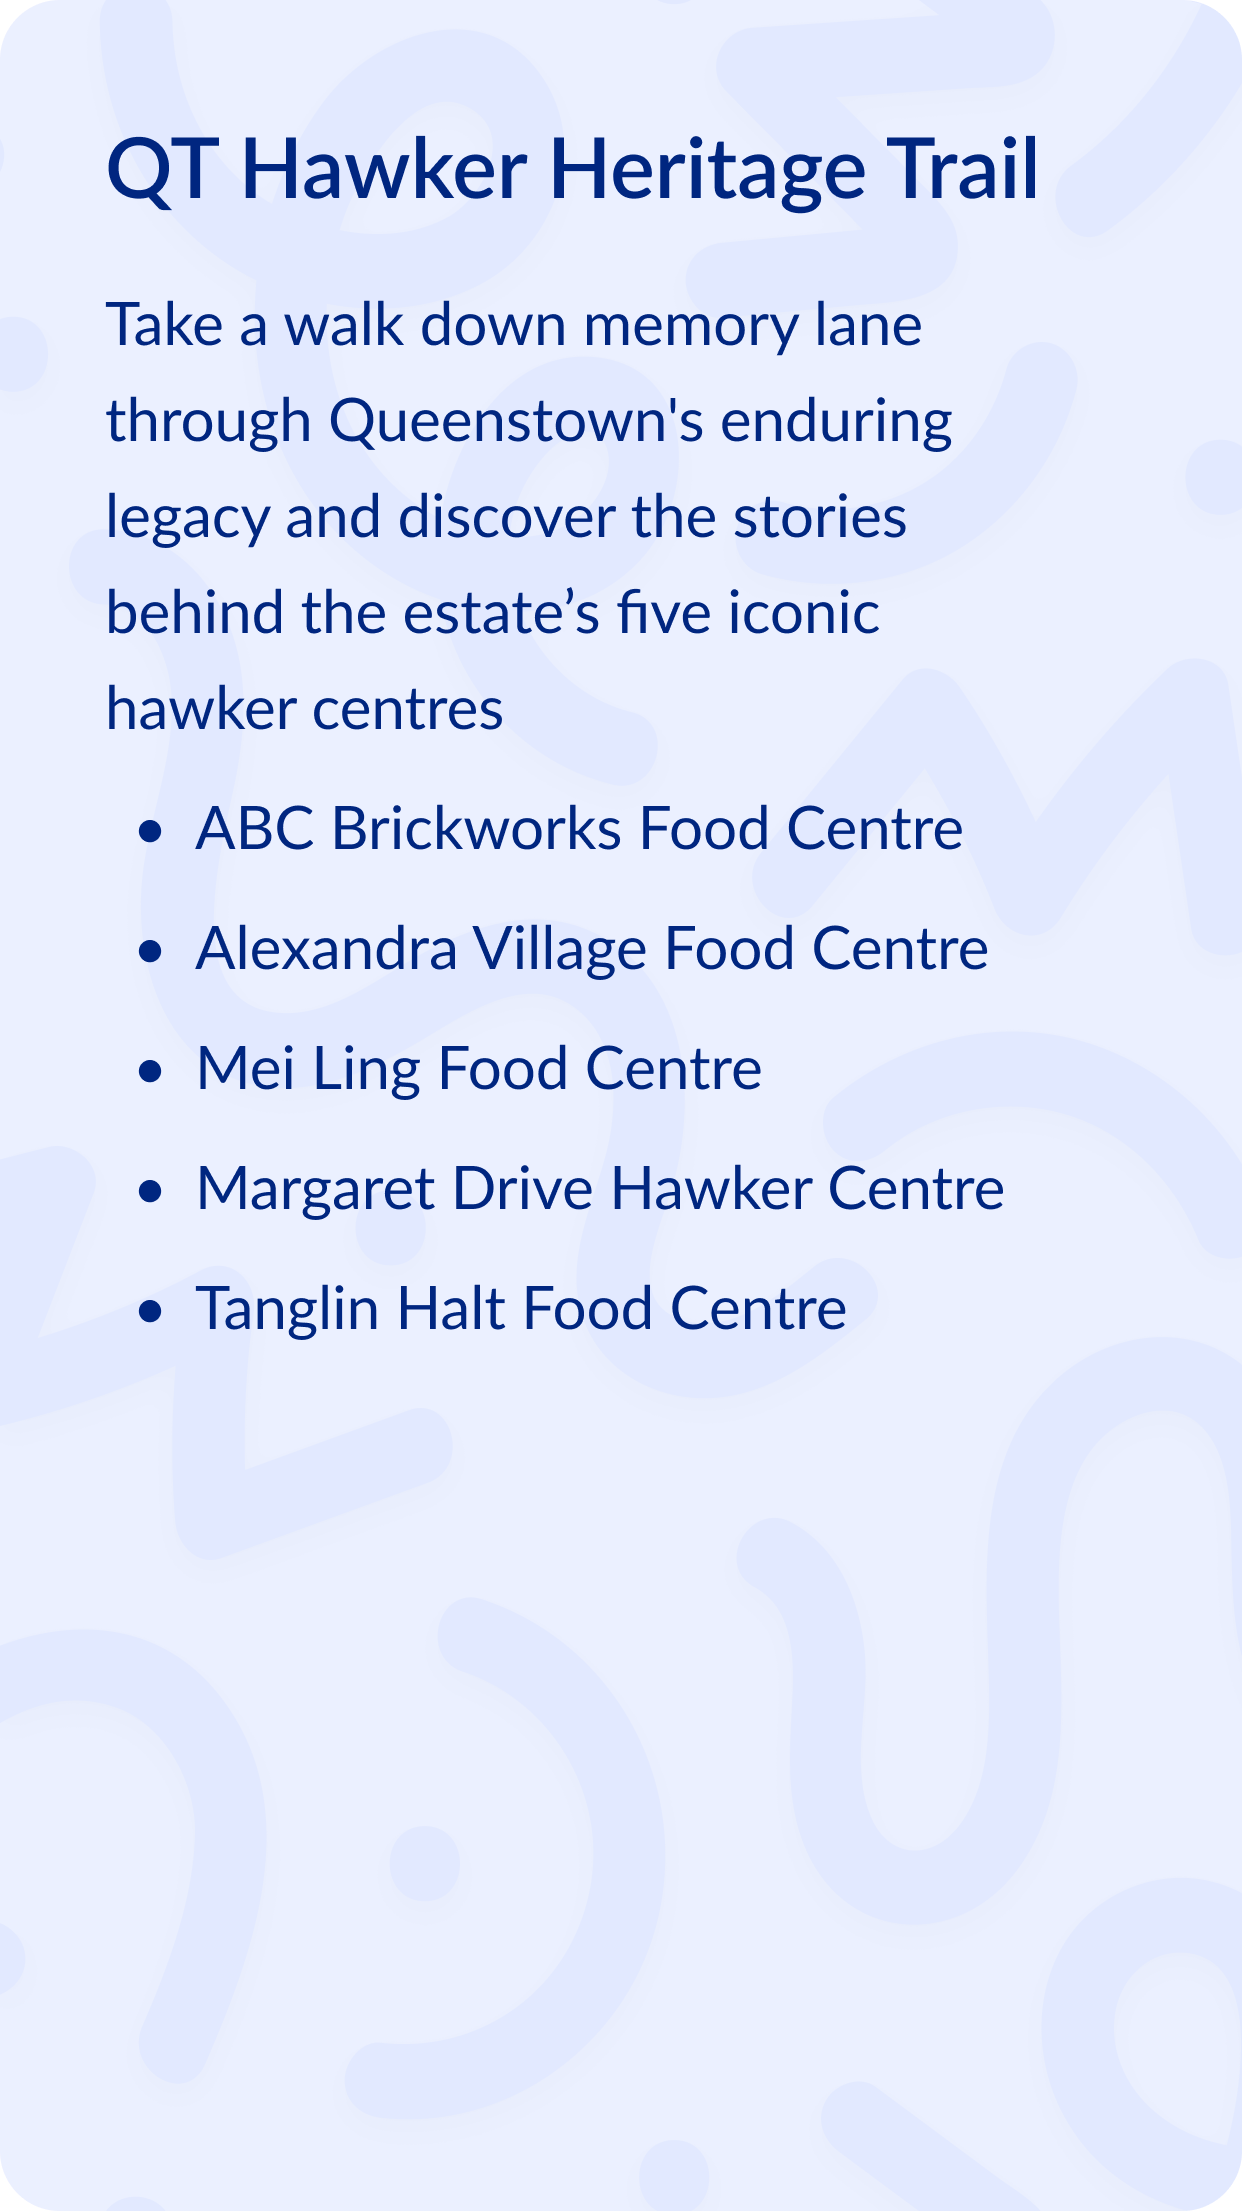 QT Hawker Heritage Trail
Take a walk down memory lane
through Queenstown's enduring
legacy and discover the stories
behind the estate’s five iconic
hawker centres
• ABC Brickworks Food Centre
• Alexandra Village Food Centre
• Mei Ling Food Centre
• Margaret Drive Hawker Centre
• Tanglin Halt Food Centre